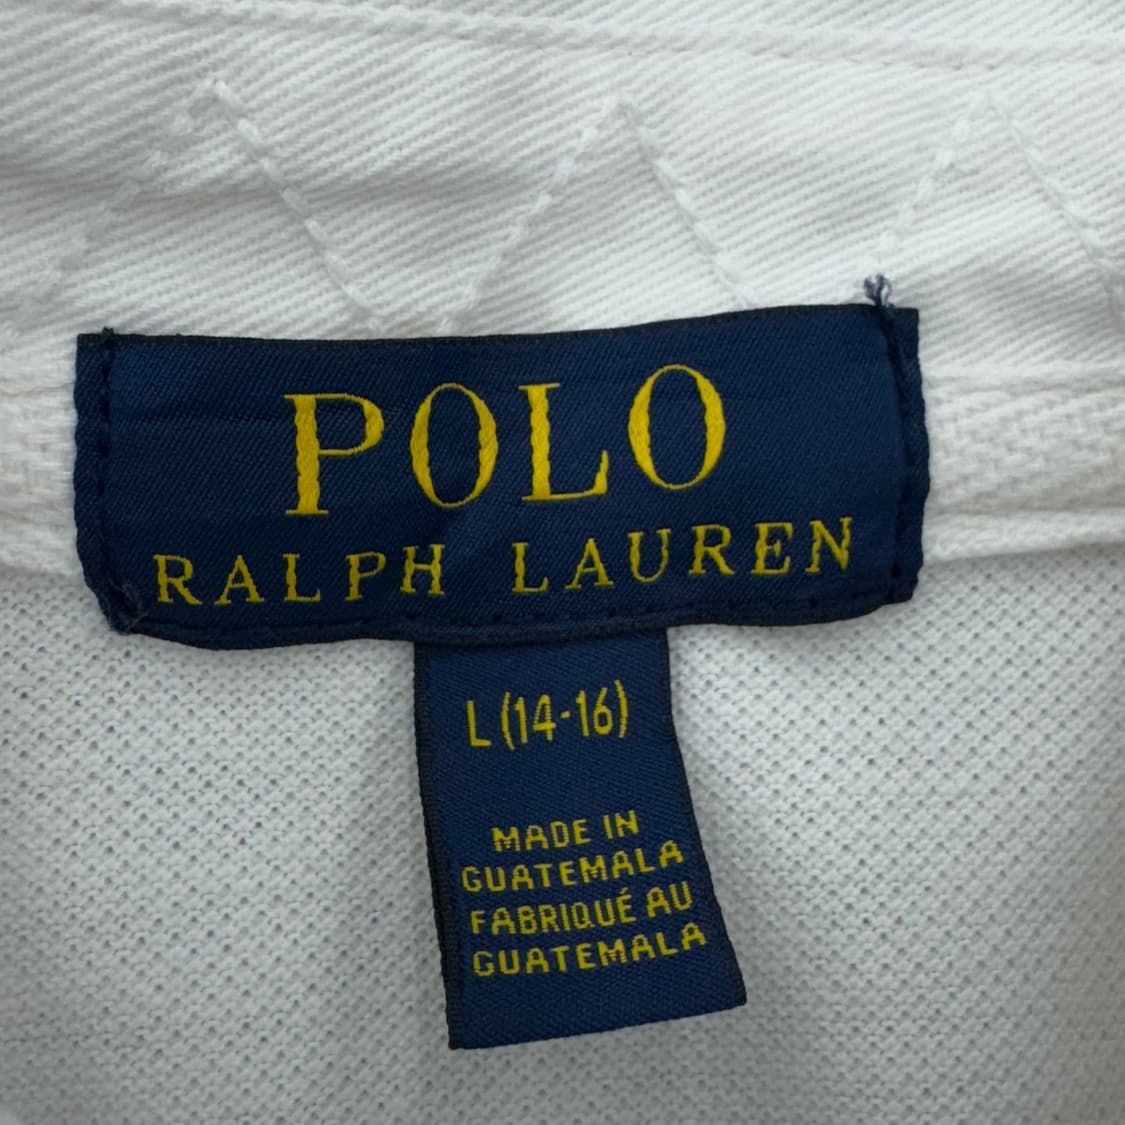 POLO
RALPH LAUREN
L (14-16)
MADE IN
GUATEMALA
FABRIQUÉ AU
GUATEMALA